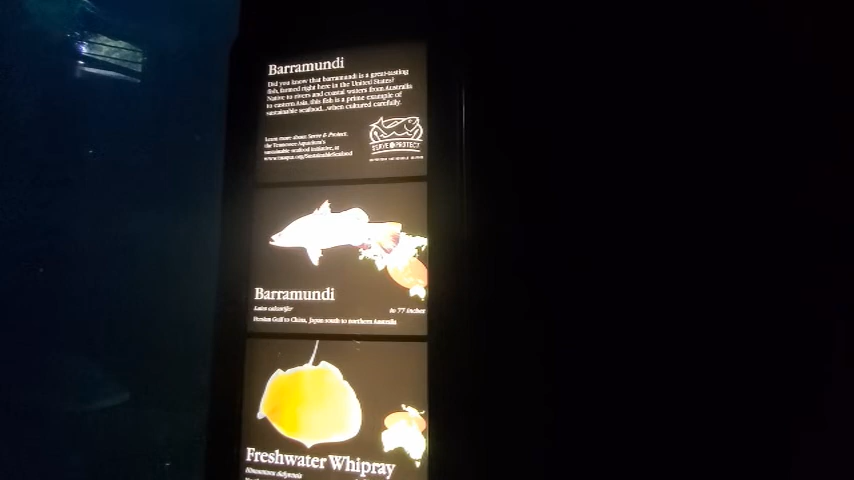 Barramundi
Did you know that barramundi is a great-tasting
fish, farmed right here in the United States?
Native to rivers and coastal waters from Australia
to eastern Asia, this fish is a prime example of
sustainable seafood...when cultured carefully.
Learn more about Serve & Protect,
the Tennessee Aquarium's
sustainable seafood initiative, at
www.tnaqua.org/SustainableSeafood
SERVE & PROTECT
Barramundi
Lates calcarifer
to 77 inches
Persian Gulf to China, Japan south to northern Australia
Freshwater Whipray